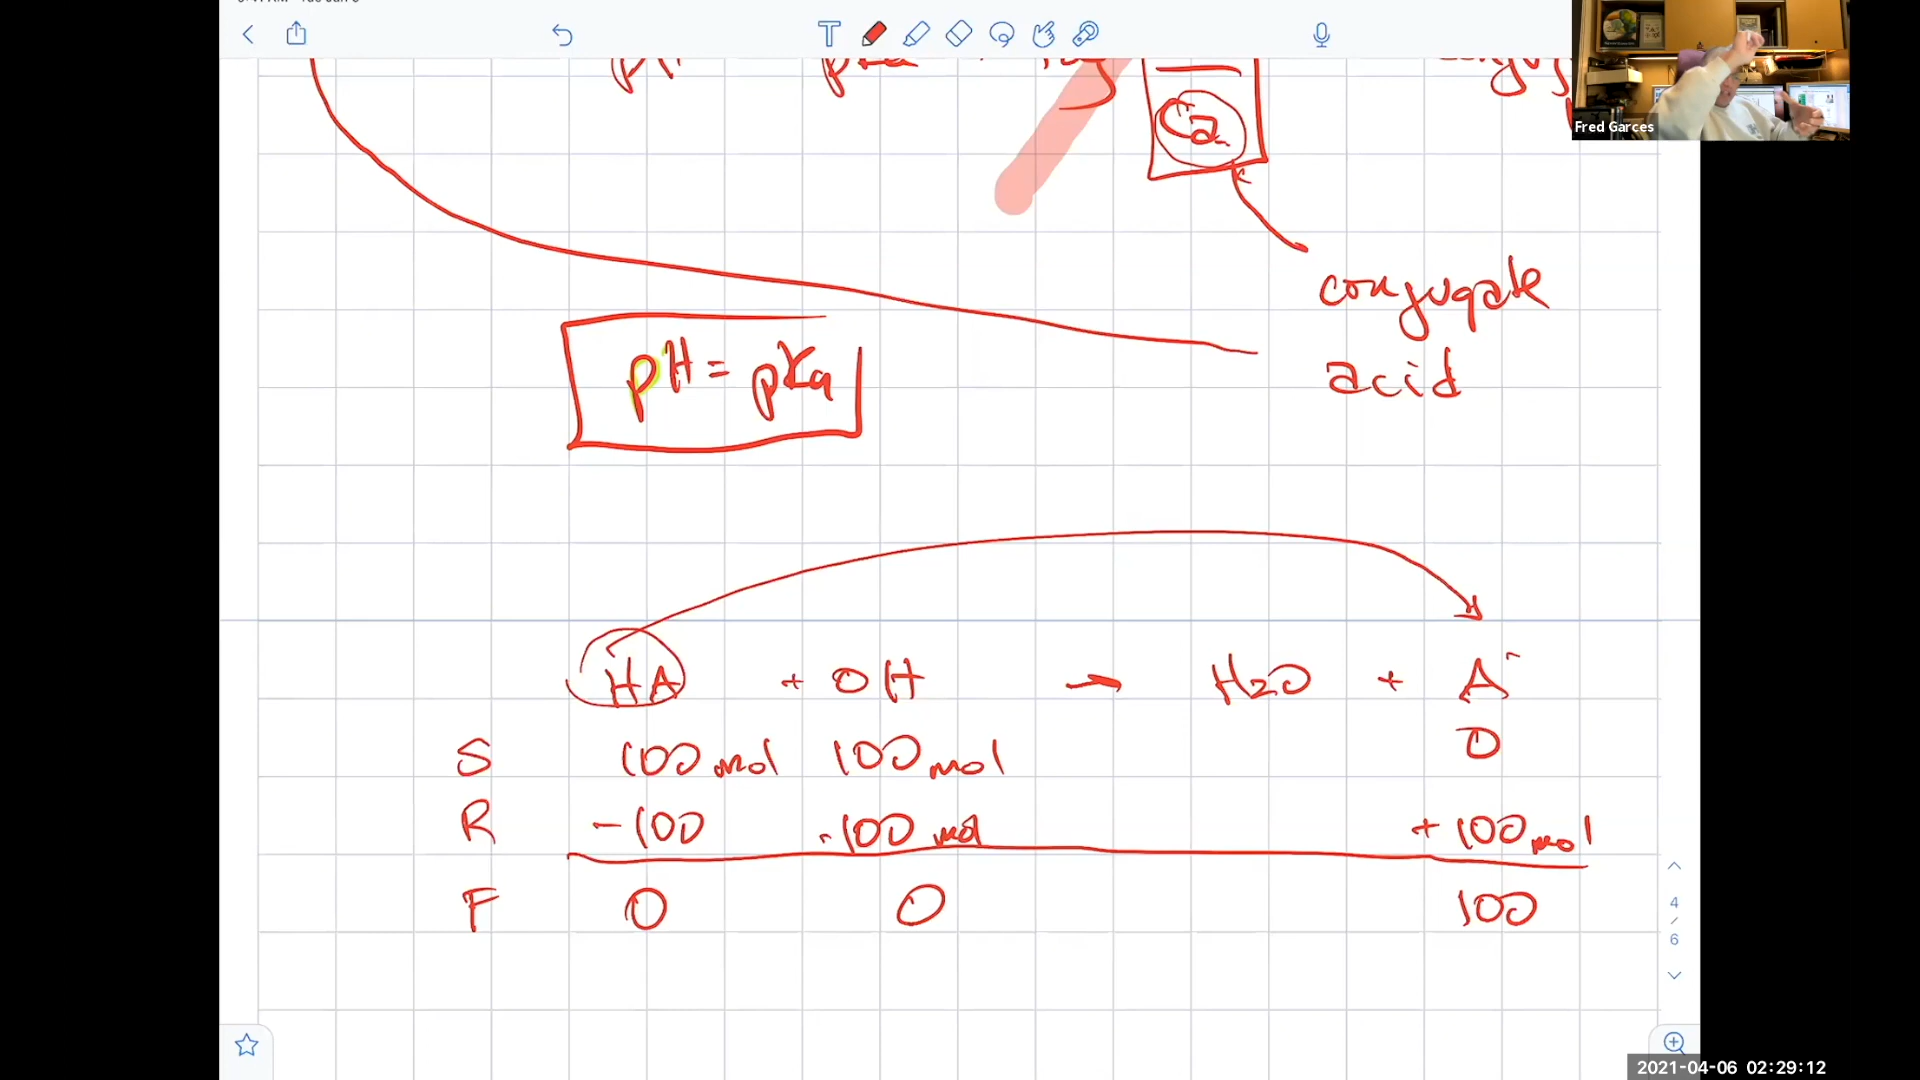 Fred Garces
Ca
conjugate
acid
pH = pKa
HA + OH → H2O + A-
S 100 mol 100 mol 0
R -100 -100 mol +100 mol
F 0 0 100
4
/
6
2021-04-06 02:29:12